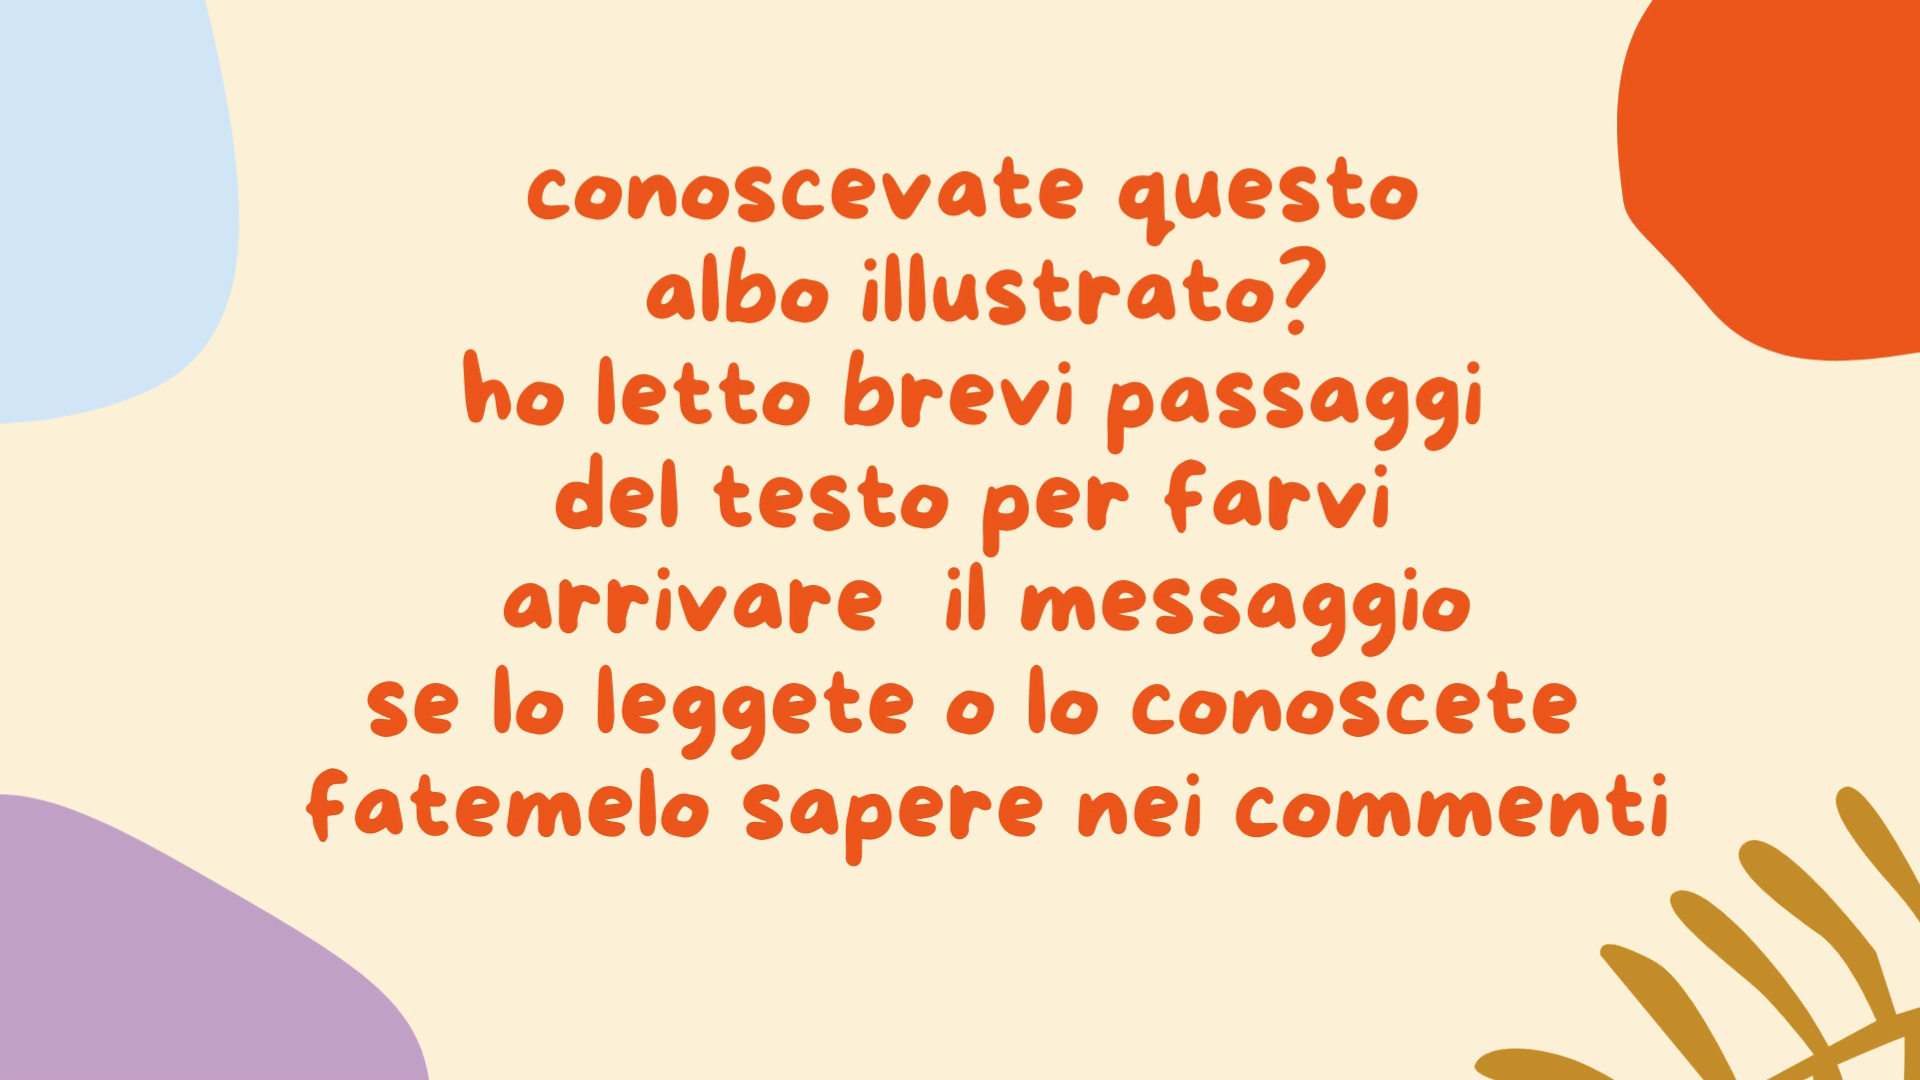 conoscevate questo
albo illustrato?
ho letto brevi passaggi
del testo per farvi
arrivare  il messaggio
se lo leggete o lo conoscete
fatemelo sapere nei commenti